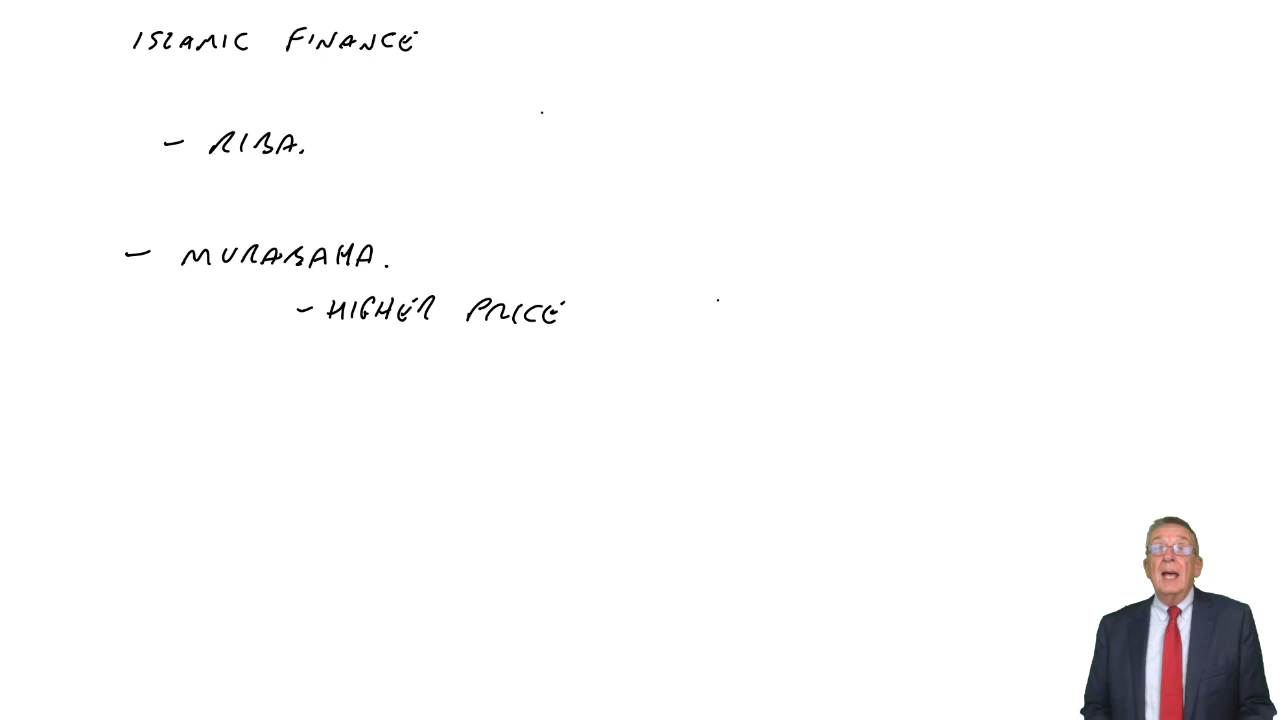 ISLAMIC FINANCE
- RIBA.
- MURABAHA.
- HIGHER PRICE